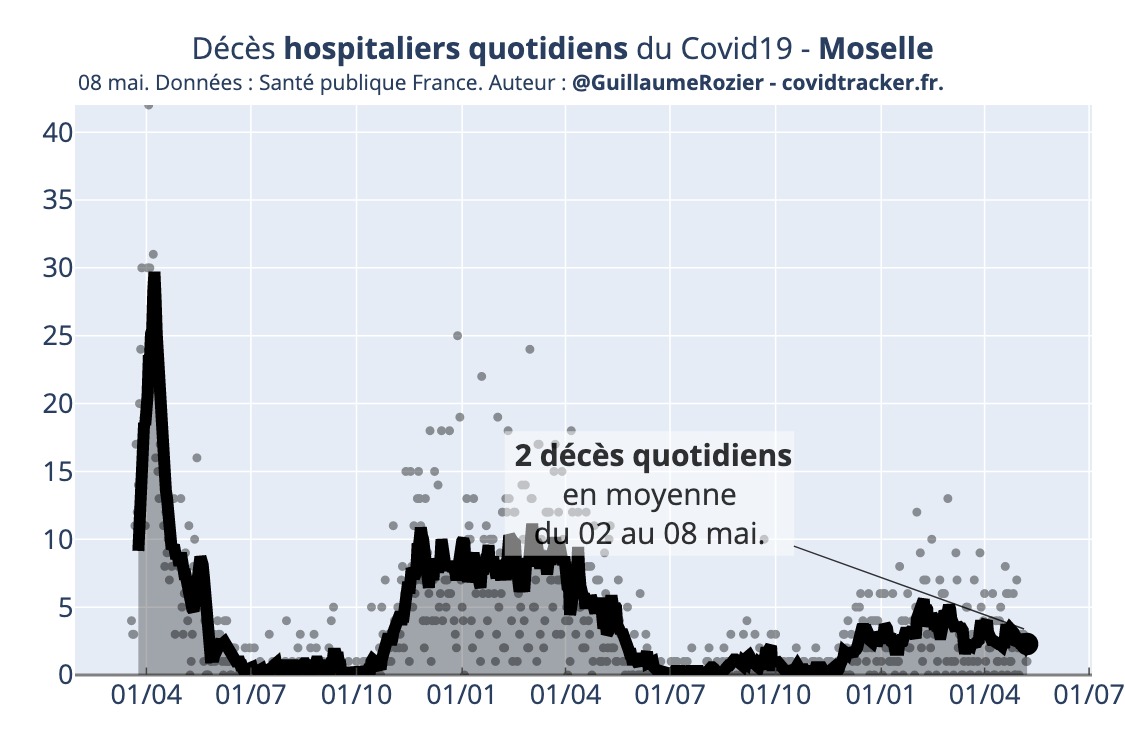 Décès hospitaliers quotidiens du Covid19 - Moselle
08 mai. Données : Santé publique France. Auteur : @GuillaumeRozier - covidtracker.fr.
40
35
30
25
20
15
10
5
0
2 décès quotidiens
en moyenne
du 02 au 08 mai.
01/04 01/07 01/10 01/01 01/04 01/07 01/10 01/01 01/04 01/07